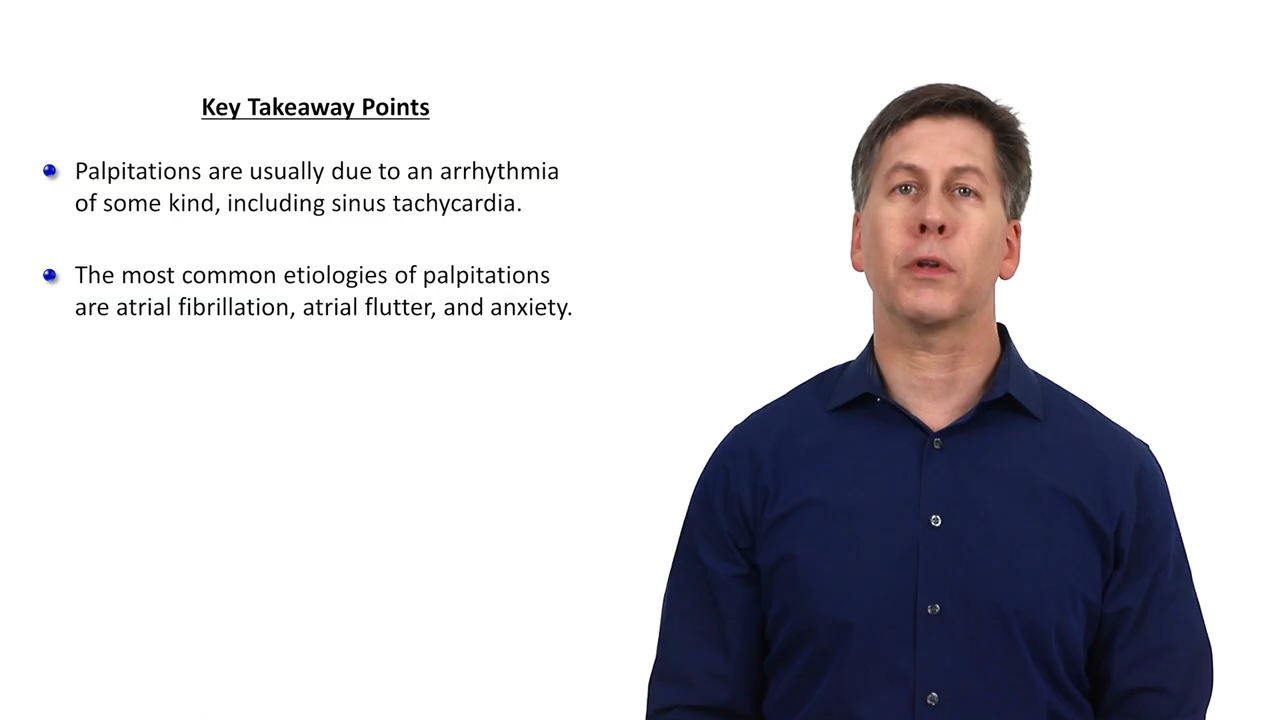 Key Takeaway Points
Palpitations are usually due to an arrhythmia
of some kind, including sinus tachycardia.
The most common etiologies of palpitations
are atrial fibrillation, atrial flutter, and anxiety.